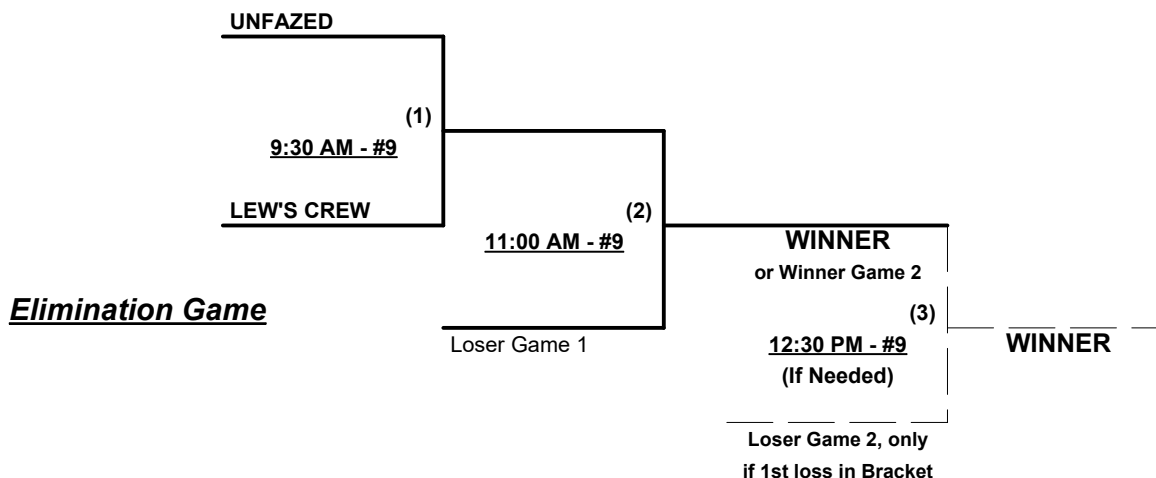 UNFAZED
(1)
9:30 AM - #9
LEW'S CREW
(2)
11:00 AM - #9
WINNER
or Winner Game 2
Elimination Game
(3)
Loser Game 1
12:30 PM - #9
WINNER
(If Needed)
Loser Game 2, only
if 1st loss in Bracket